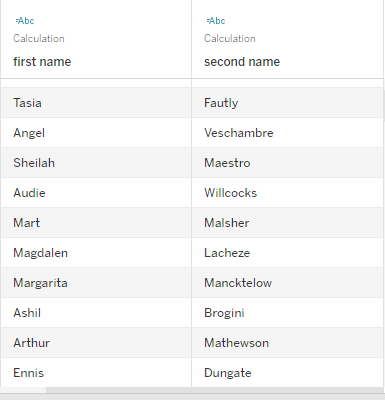 =Abc =Abc
Calculation Calculation
first name second name
Tasia Fautly
Angel Veschambre
Sheilah Maestro
Audie Willcocks
Mart Malsher
Magdalen Lacheze
Margarita Mancktelow
Ashil Brogini
Arthur Mathewson
Ennis Dungate